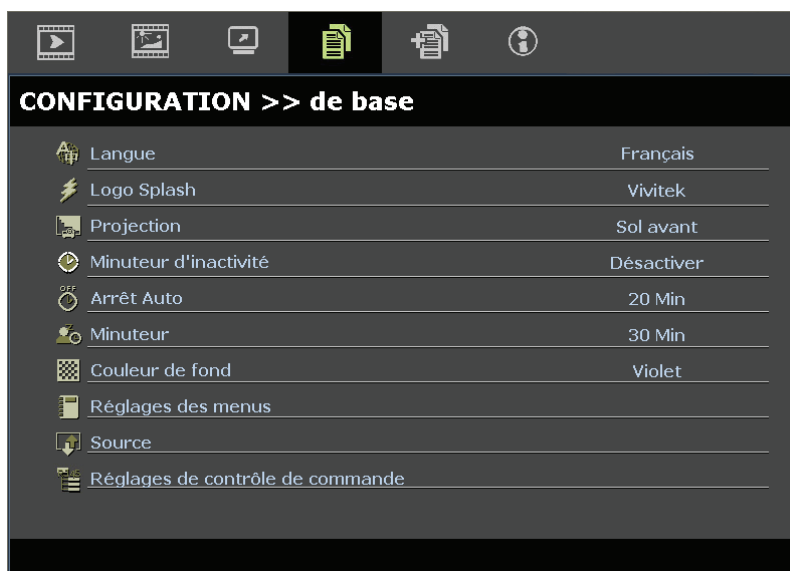 CONFIGURATION >> de base
Langue Français
Logo Splash Vivitek
Projection Sol avant
Minuteur d'inactivité Désactiver
Arrêt Auto 20 Min
Minuteur 30 Min
Couleur de fond Violet
Réglages des menus
Source
Réglages de contrôle de commande